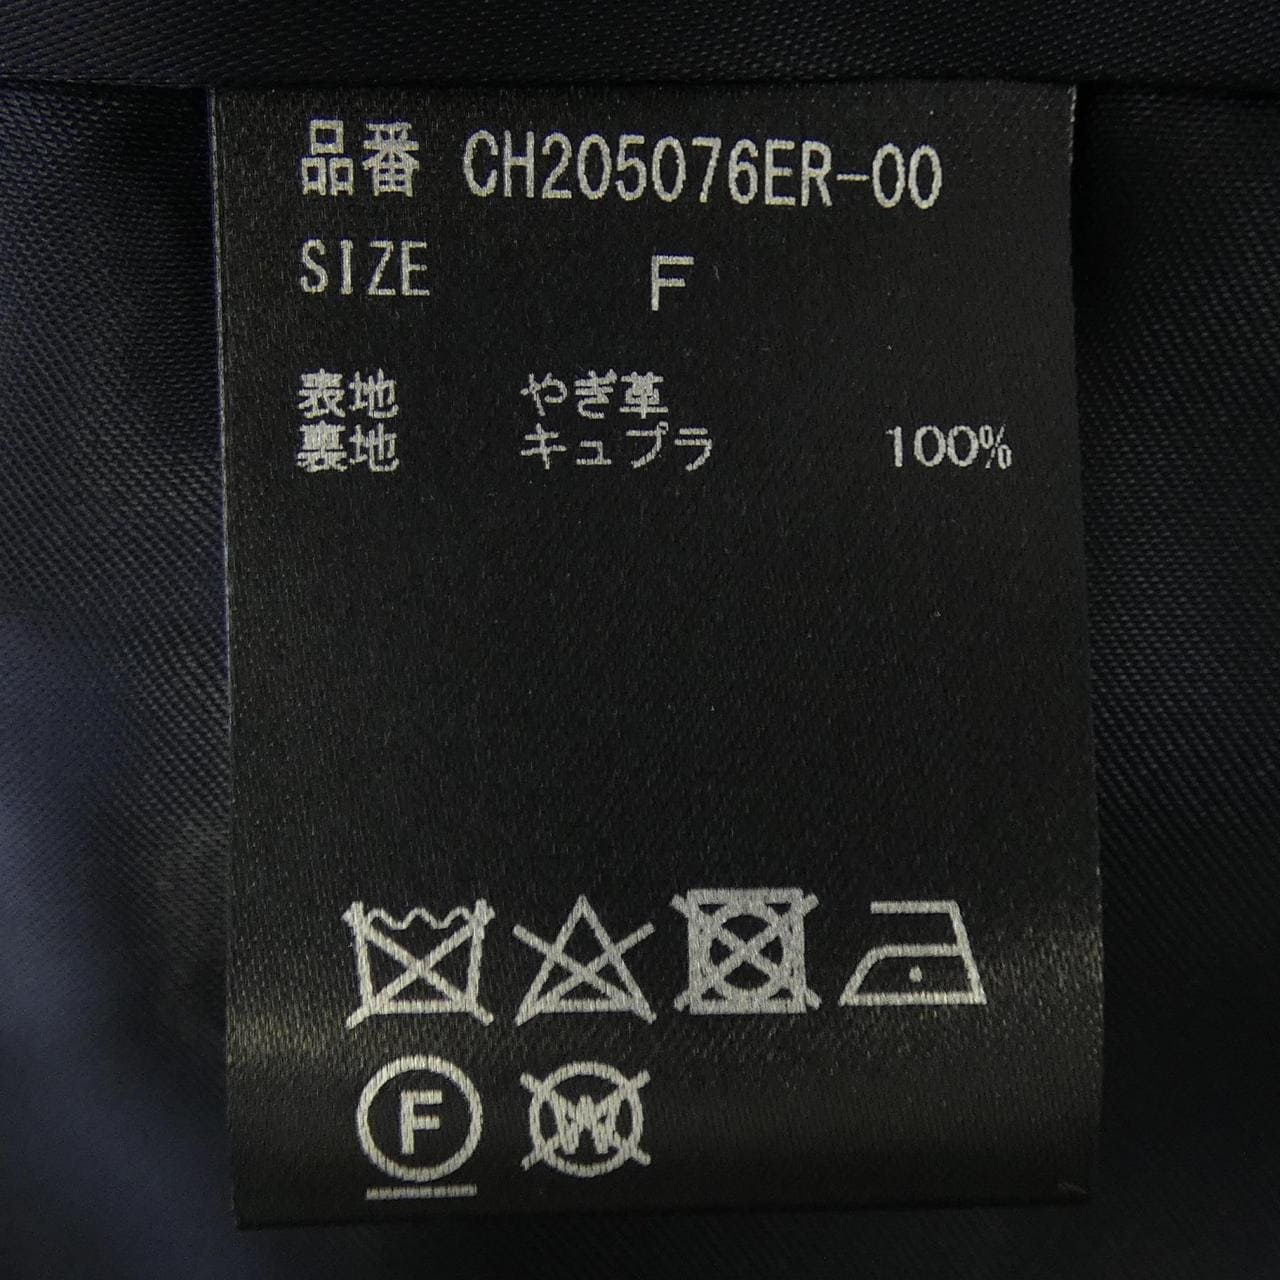 品番 CH205076ER-00
SIZE F
表地 やぎ革
裏地 キュプラ 100%
F W